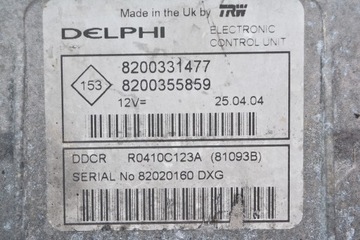 Made in the Uk by TRW
DELPHI
ELECTRONIC
CONTROL UNIT
153
8200331477
8200355859
12V=
25.04.04
DDCR R0410C123A (81093B)
SERIAL No 82020160 DXG